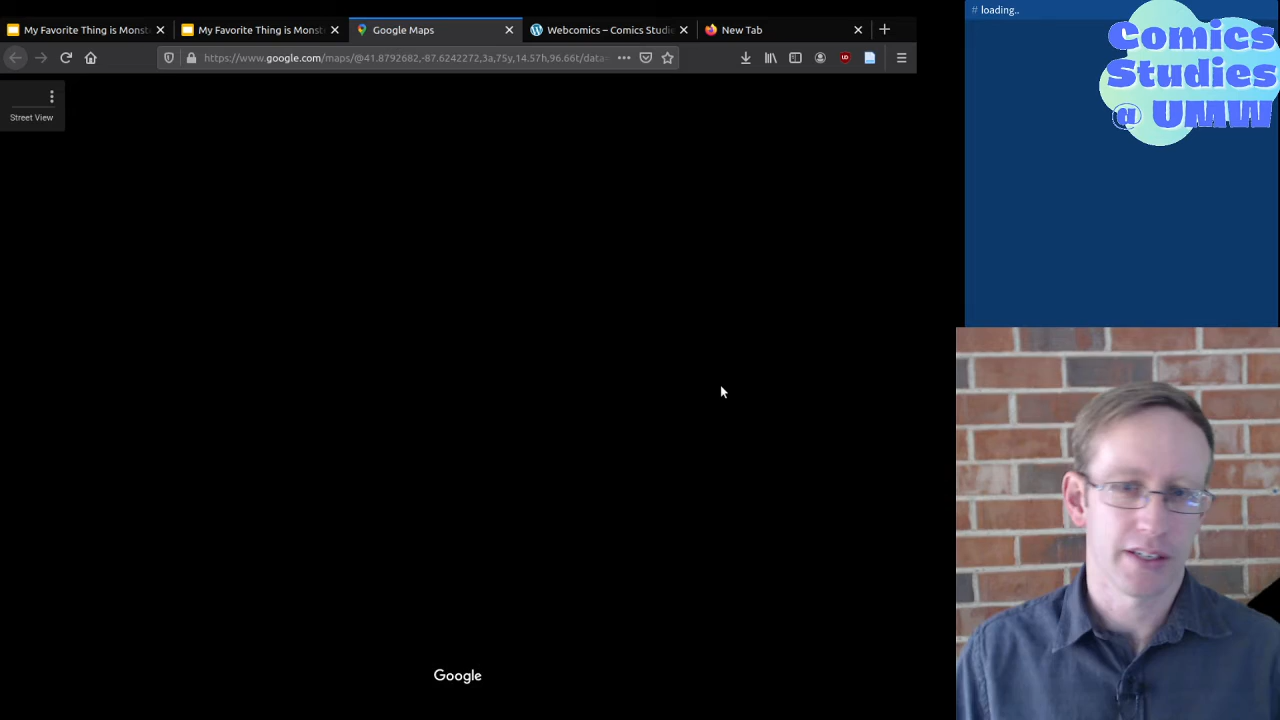 My Favorite Thing is Monst
My Favorite Thing is Monst
Google Maps
Webcomics – Comics Studie
New Tab
https://www.google.com/maps/@41.8792682,-87.6242272,3a,75y,14.57h,96.66t/data=
Street View
Google
# loading..
Comics
Studies
@ UMW